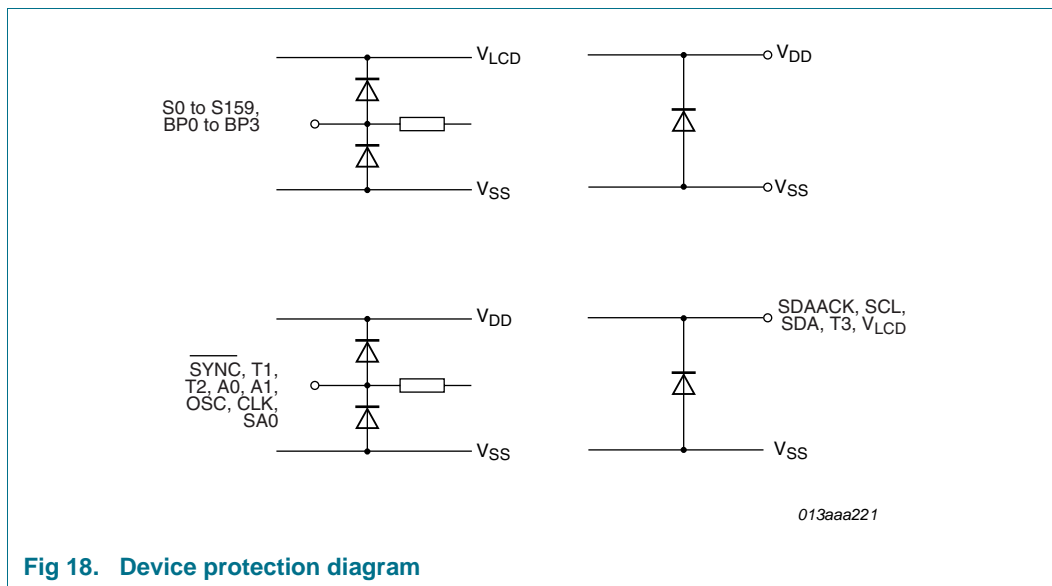 VLCD
S0 to S159,
BP0 to BP3
VSS
VDD
VSS
VDD
SYNC, T1,
T2, A0, A1,
OSC, CLK,
SA0
VSS
SDAACK, SCL,
SDA, T3, VLCD
VSS
013aaa221
Fig 18. Device protection diagram